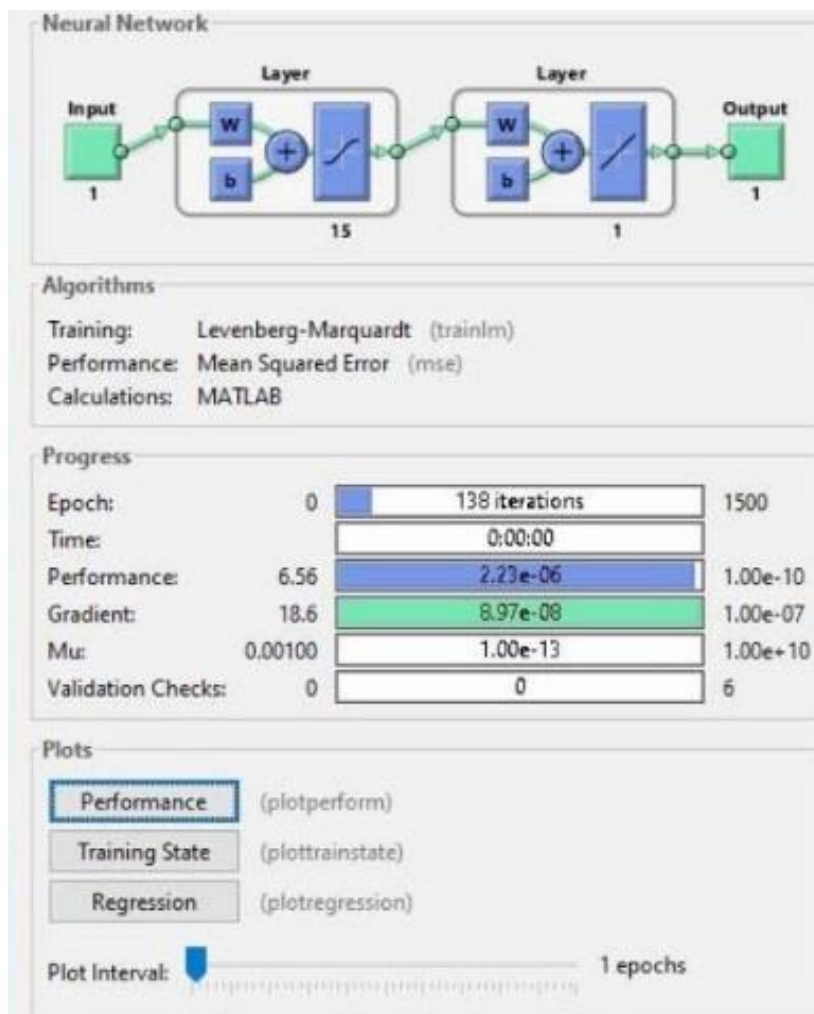 Neural Network
Layer Layer
Input Output
W W
+ +
b b
1 1
15 1
Algorithms
Training: Levenberg-Marquardt (trainlm)
Performance: Mean Squared Error (mse)
Calculations: MATLAB
Progress
Epoch: 0 138 iterations 1500
Time: 0:00:00
Performance: 6.56 2.23e-06 1.00e-10
Gradient: 18.6 8.97e-08 1.00e-07
Mu: 0.00100 1.00e-13 1.00e+10
Validation Checks: 0 0 6
Plots
Performance (plotperform)
Training State (plottrainstate)
Regression (plotregression)
Plot Interval: 1 epochs